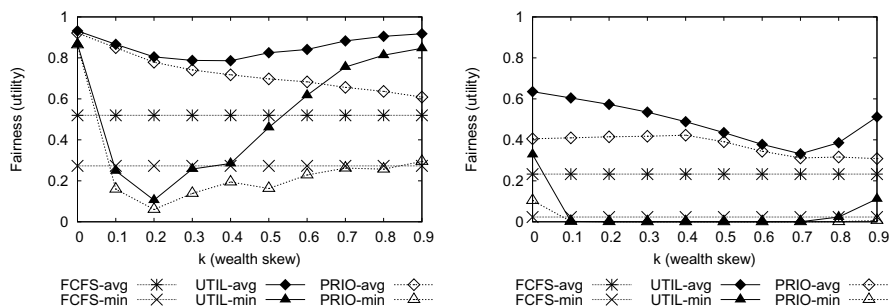 1
0.8
0.6
0.4
0.2
0
Fairness (utility)
0 0.1 0.2 0.3 0.4 0.5 0.6 0.7 0.8 0.9
k (wealth skew)
FCFS-avg UTIL-avg PRIO-avg
FCFS-min UTIL-min PRIO-min
1
0.8
0.6
0.4
0.2
0
Fairness (utility)
0 0.1 0.2 0.3 0.4 0.5 0.6 0.7 0.8 0.9
k (wealth skew)
FCFS-avg UTIL-avg PRIO-avg
FCFS-min UTIL-min PRIO-min